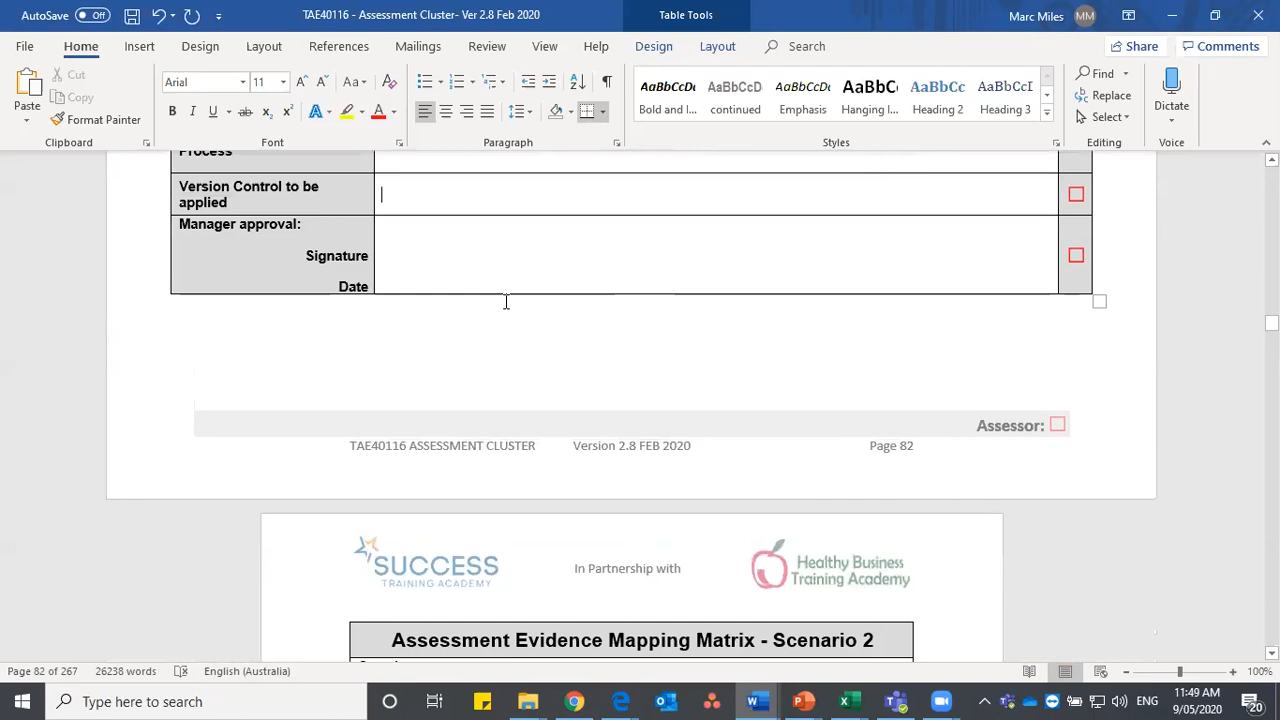 AutoSave Off
TAE40116 - Assessment Cluster- Ver 2.8 Feb 2020
Table Tools
Marc Miles MM
File Home Insert Design Layout References Mailings Review View Help Design Layout Search Share Comments
Paste
Cut
Copy
Format Painter
Clipboard
Arial 11
Font
Paragraph
AaBbCcDc AaBbCcDc AaBbCcDc AaBbC AaBbCc AaBbCcI
Bold and I... continued Emphasis Hanging I... Heading 2 Heading 3
Styles
Find
Replace
Select
Editing
Dictate
Voice
Process
Version Control to be
applied
Manager approval:
Signature
Date
Assessor:
TAE40116 ASSESSMENT CLUSTER Version 2.8 FEB 2020 Page 82
SUCCESS
TRAINING ACADEMY
In Partnership with
Healthy Business
Training Academy
Assessment Evidence Mapping Matrix - Scenario 2
Page 82 of 267 26238 words English (Australia) 100%
Type here to search
ENG
11:49 AM
9/05/2020
20